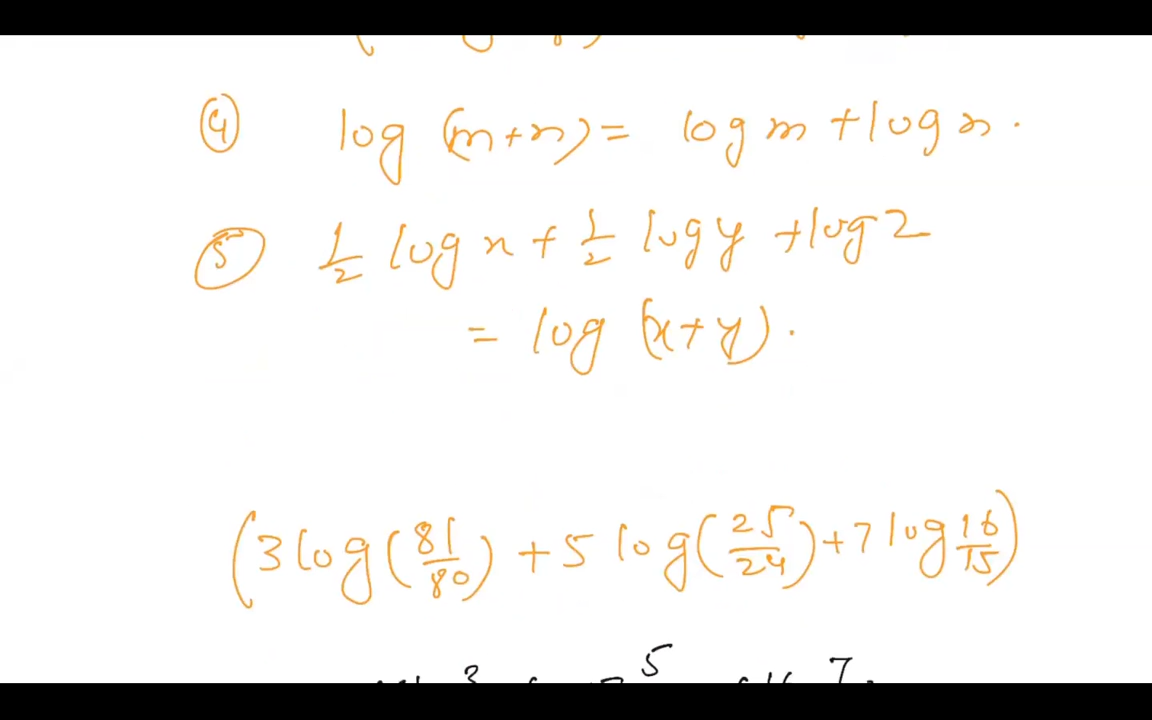 ④ log (m+n) = log m + log n.
⑤ 1/2 log x + 1/2 log y + log 2
= log (x+y).
(3 log (81/80) + 5 log (25/24) + 7 log 16/15)